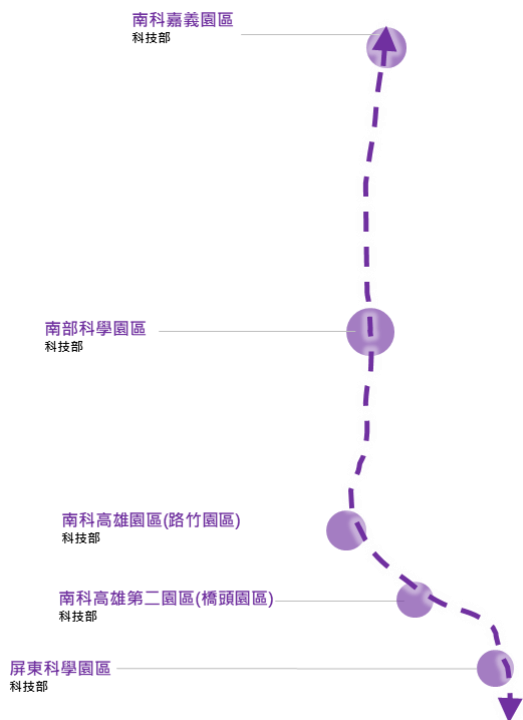 南科嘉義園區
科技部
南部科學園區
科技部
南科高雄園區(路竹園區)
科技部
南科高雄第二園區(橋頭園區)
科技部
屏東科學園區
科技部